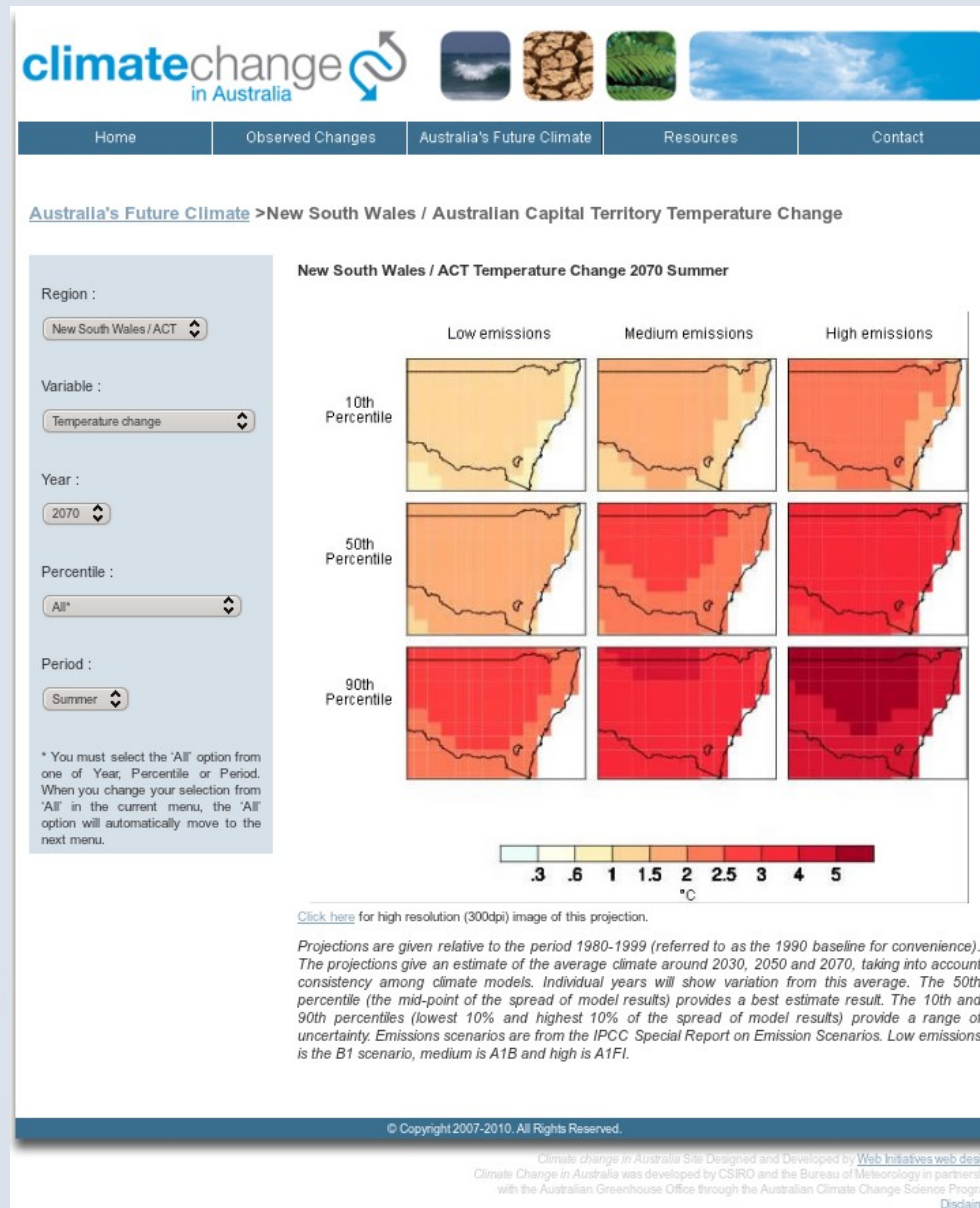 climatechange
in Australia
Home Observed Changes Australia's Future Climate Resources Contact
Australia's Future Climate >New South Wales / Australian Capital Territory Temperature Change
Region :
New South Wales / ACT
Variable :
Temperature change
Year :
2070
Percentile :
All*
Period :
Summer
* You must select the 'All' option from
one of Year, Percentile or Period.
When you change your selection from
'All' in the current menu, the 'All'
option will automatically move to the
next menu.
New South Wales / ACT Temperature Change 2070 Summer
Low emissions Medium emissions High emissions
10th
Percentile
50th
Percentile
90th
Percentile
.3 .6 1 1.5 2 2.5 3 4 5
°C
Click here for high resolution (300dpi) image of this projection.
Projections are given relative to the period 1980-1999 (referred to as the 1990 baseline for convenience).
The projections give an estimate of the average climate around 2030, 2050 and 2070, taking into account
consistency among climate models. Individual years will show variation from this average. The 50th
percentile (the mid-point of the spread of model results) provides a best estimate result. The 10th and
90th percentiles (lowest 10% and highest 10% of the spread of model results) provide a range of
uncertainty. Emissions scenarios are from the IPCC Special Report on Emission Scenarios. Low emissions
is the B1 scenario, medium is A1B and high is A1FI.
© Copyright 2007-2010. All Rights Reserved.
Climate change in Australia Site Designed and Developed by Web Initiatives web desi
Climate Change in Australia was developed by CSIRO and the Bureau of Meteorology in partnersh
with the Australian Greenhouse Office through the Australian Climate Change Science Progr
Disclaim